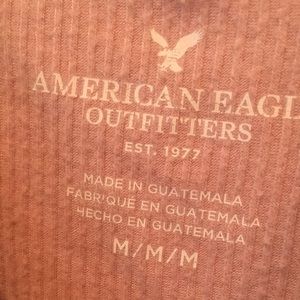 AMERICAN EAGL
OUTFITTERS
EST. 1977
MADE IN GUATEMALA
FABRIQUÉ EN GUATEMALA
HECHO EN GUATEMALA
M/M/M